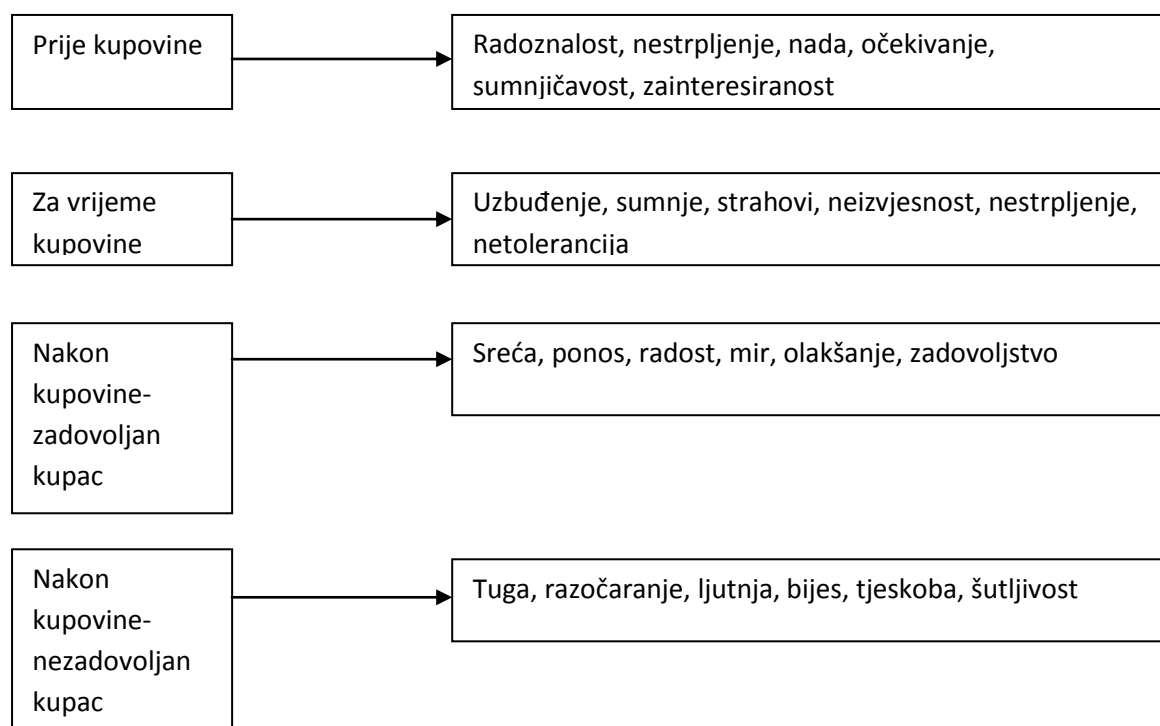 Prije kupovine
Radoznalost, nestrpljenje, nada, očekivanje,
sumnjičavost, zainteresiranost
Za vrijeme
kupovine
Uzbuđenje, sumnje, strahovi, neizvjesnost, nestrpljenje,
netolerancija
Nakon
kupovine-
zadovoljan
kupac
Sreća, ponos, radost, mir, olakšanje, zadovoljstvo
Nakon
kupovine-
nezadovoljan
kupac
Tuga, razočaranje, ljutnja, bijes, tjeskoba, šutljivost